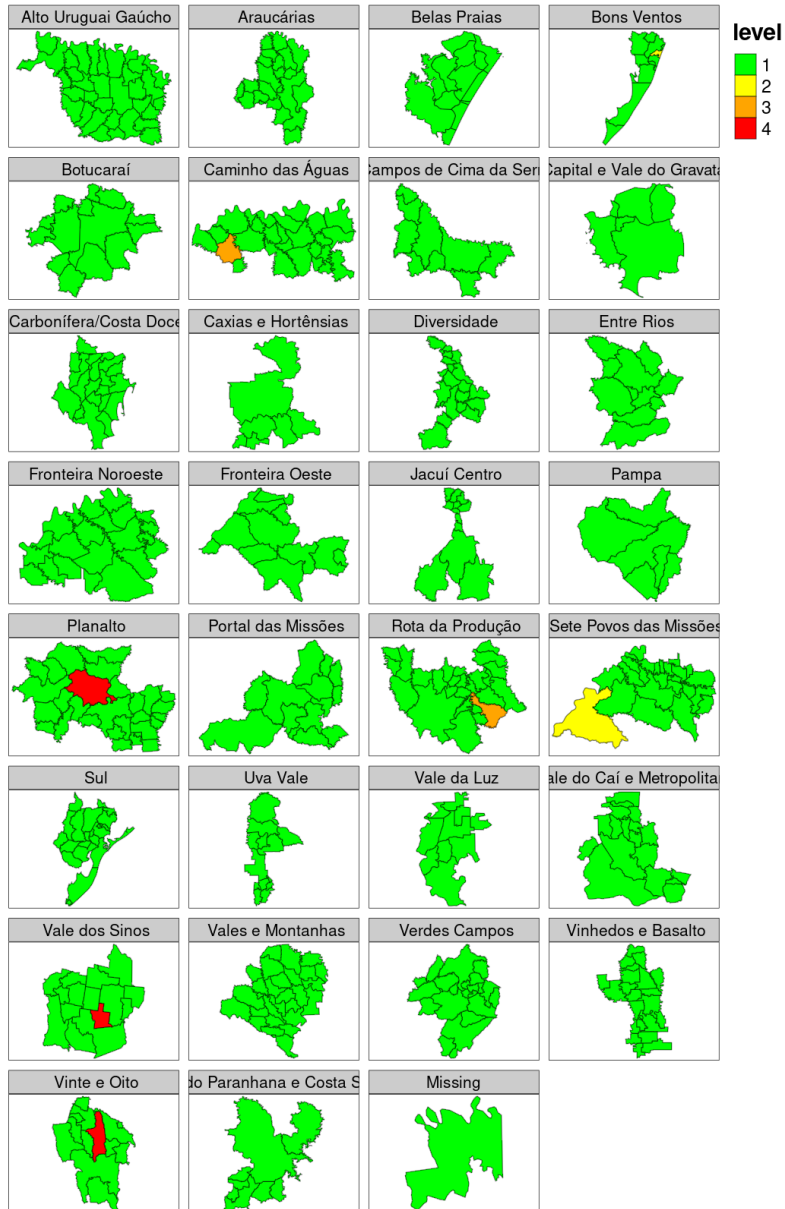 Alto Uruguai Gaúcho
Araucárias
Belas Praias
Bons Ventos
level
1
2
3
4
Botucaraí
Caminho das Águas
Campos de Cima da Serr
Capital e Vale do Gravata
Carbonífera/Costa Doce
Caxias e Hortênsias
Diversidade
Entre Rios
Fronteira Noroeste
Fronteira Oeste
Jacuí Centro
Pampa
Planalto
Portal das Missões
Rota da Produção
Sete Povos das Missões
Sul
Uva Vale
Vale da Luz
ale do Caí e Metropolita
Vale dos Sinos
Vales e Montanhas
Verdes Campos
Vinhedos e Basalto
Vinte e Oito
do Paranhana e Costa S
Missing